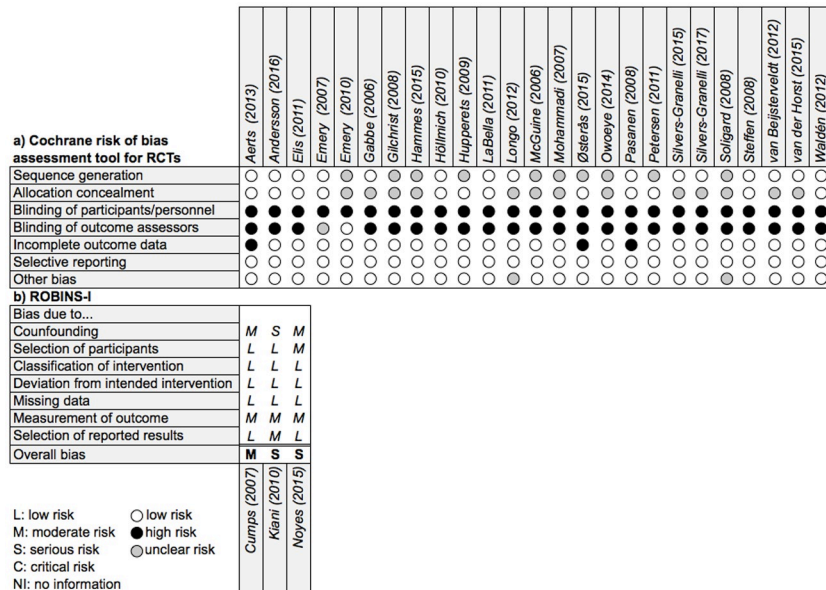 Aerts (2013)
Andersson (2016)
Ellis (2011)
Emery (2007)
Emery (2010)
Gabbe (2006)
Gilchrist (2008)
Hammes (2015)
Höllmich (2010)
Hupperets (2009)
LaBella (2011)
Longo (2012)
McGuine (2006)
Mohammadi (2007)
Østerås (2015)
Owoeye (2014)
Pasanen (2008)
Petersen (2011)
Silvers-Granelli (2015)
Silvers-Granelli (2017)
Soligard (2008)
Steffen (2008)
van Beijsterveldt (2012)
van der Horst (2015)
Waldén (2012)
a) Cochrane risk of bias
assessment tool for RCTs
Sequence generation
Allocation concealment
Blinding of participants/personnel
Blinding of outcome assessors
Incomplete outcome data
Selective reporting
Other bias
b) ROBINS-I
Bias due to...
Counfounding M S M
Selection of participants L L M
Classification of intervention L L L
Deviation from intended intervention L L L
Missing data L L L
Measurement of outcome M M M
Selection of reported results L M L
Overall bias M S S
Cumps (2007)
Kiani (2010)
Noyes (2015)
L: low risk
M: moderate risk
S: serious risk
C: critical risk
NI: no information
low risk
high risk
unclear risk